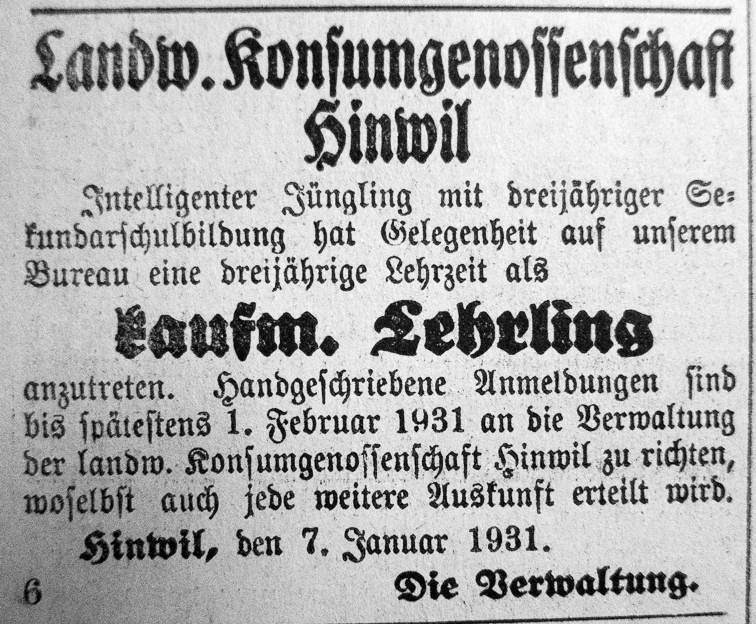 Landw. Konsumgenossenschaft
Hinwil
Intelligenter Jüngling mit dreijähriger Se-
kundarschulbildung hat Gelegenheit auf unserem
Bureau eine dreijährige Lehrzeit als
kaufm. Lehrling
anzutreten. Handgeschriebene Anmeldungen sind
bis spätestens 1. Februar 1931 an die Verwaltung
der landw. Konsumgenossenschaft Hinwil zu richten,
woselbst auch jede weitere Auskunft erteilt wird.
Hinwil, den 7. Januar 1931.
6 Die Verwaltung.